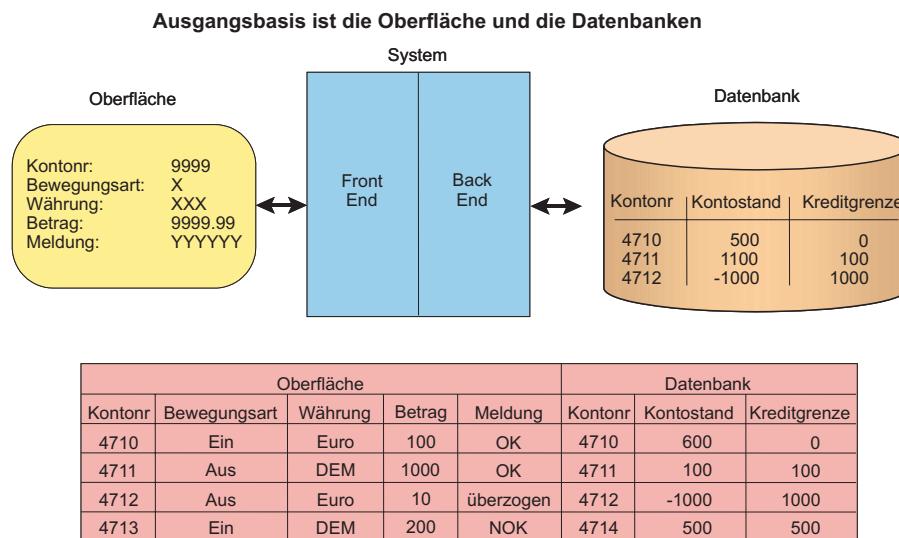 Ausgangsbasis ist die Oberfläche und die Datenbanken
System
Oberfläche
Datenbank
Kontonr: 9999
Bewegungsart: X
Währung: XXX
Betrag: 9999.99
Meldung: YYYYYY
Front End
Back End
Kontonr Kontostand Kreditgrenze
4710 500 0
4711 1100 100
4712 -1000 1000
Oberfläche Datenbank
Kontonr Bewegungsart Währung Betrag Meldung Kontonr Kontostand Kreditgrenze
4710 Ein Euro 100 OK 4710 600 0
4711 Aus DEM 1000 OK 4711 100 100
4712 Aus Euro 10 überzogen 4712 -1000 1000
4713 Ein DEM 200 NOK 4714 500 500